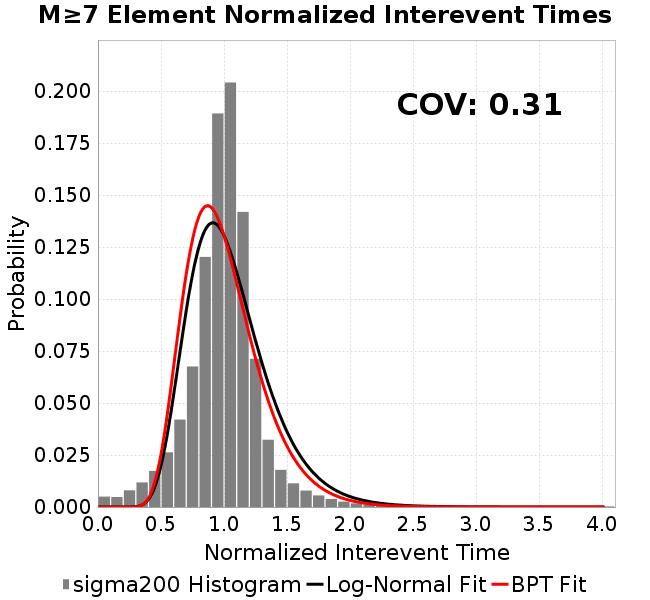 M≥7 Element Normalized Interevent Times
COV: 0.31
0.200
0.175
0.150
0.125
0.100
0.075
0.050
0.025
0.000
Probability
0.0 0.5 1.0 1.5 2.0 2.5 3.0 3.5 4.0
Normalized Interevent Time
sigma200 Histogram Log-Normal Fit BPT Fit